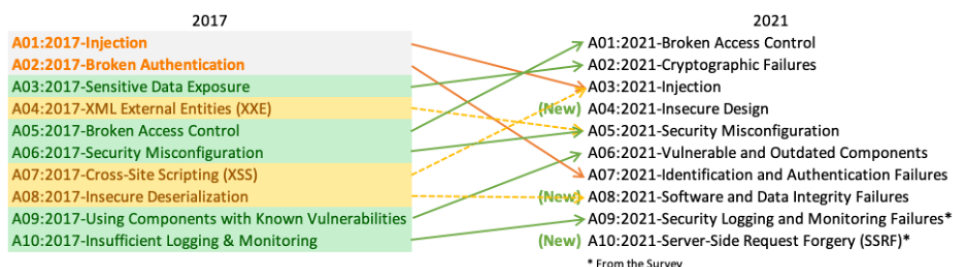 2017
2021
A01:2017-Injection
A02:2017-Broken Authentication
A03:2017-Sensitive Data Exposure
A04:2017-XML External Entities (XXE)
A05:2017-Broken Access Control
A06:2017-Security Misconfiguration
A07:2017-Cross-Site Scripting (XSS)
A08:2017-Insecure Deserialization
A09:2017-Using Components with Known Vulnerabilities
A10:2017-Insufficient Logging & Monitoring
A01:2021-Broken Access Control
A02:2021-Cryptographic Failures
A03:2021-Injection
(New) A04:2021-Insecure Design
A05:2021-Security Misconfiguration
A06:2021-Vulnerable and Outdated Components
A07:2021-Identification and Authentication Failures
(New) A08:2021-Software and Data Integrity Failures
A09:2021-Security Logging and Monitoring Failures*
(New) A10:2021-Server-Side Request Forgery (SSRF)*
* From the Survey